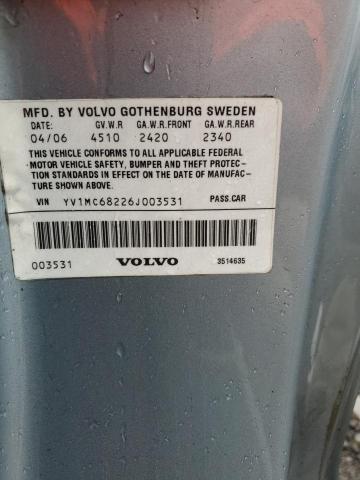 MFD. BY VOLVO GOTHENBURG SWEDEN
DATE: GV.W.R GA.W.R.FRONT GA.W.R.REAR
04/06 4510 2420 2340
THIS VEHICLE CONFORMS TO ALL APPLICABLE FEDERAL
MOTOR VEHICLE SAFETY, BUMPER AND THEFT PROTEC-
TION STANDARDS IN EFFECT ON THE DATE OF MANUFAC-
TURE SHOWN ABOVE.
VIN YV1MC68226J003531 PASS.CAR
003531 VOLVO 3514635